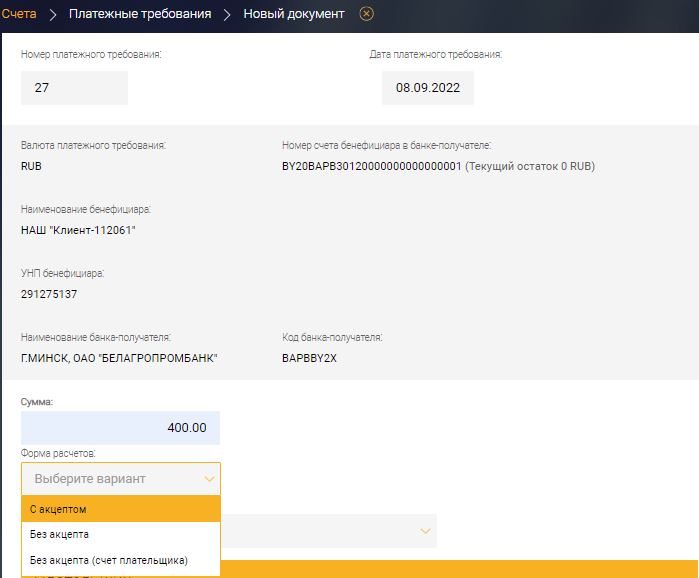 Счета > Платежные требования > Новый документ
Номер платежного требования: Дата платежного требования:
27 08.09.2022
Валюта платежного требования: Номер счета бенефициара в банке-получателе:
RUB BY20BAPB30120000000000000001 (Текущий остаток 0 RUB)
Наименование бенефициара:
НАШ "Клиент-112061"
УНП бенефициара:
291275137
Наименование банка-получателя: Код банка-получателя:
Г.МИНСК, ОАО "БЕЛАГРОПРОМБАНК" BAPBBY2X
Сумма:
400.00
Форма расчетов:
Выберите вариант
С акцептом
Без акцепта
Без акцепта (счет плательщика)